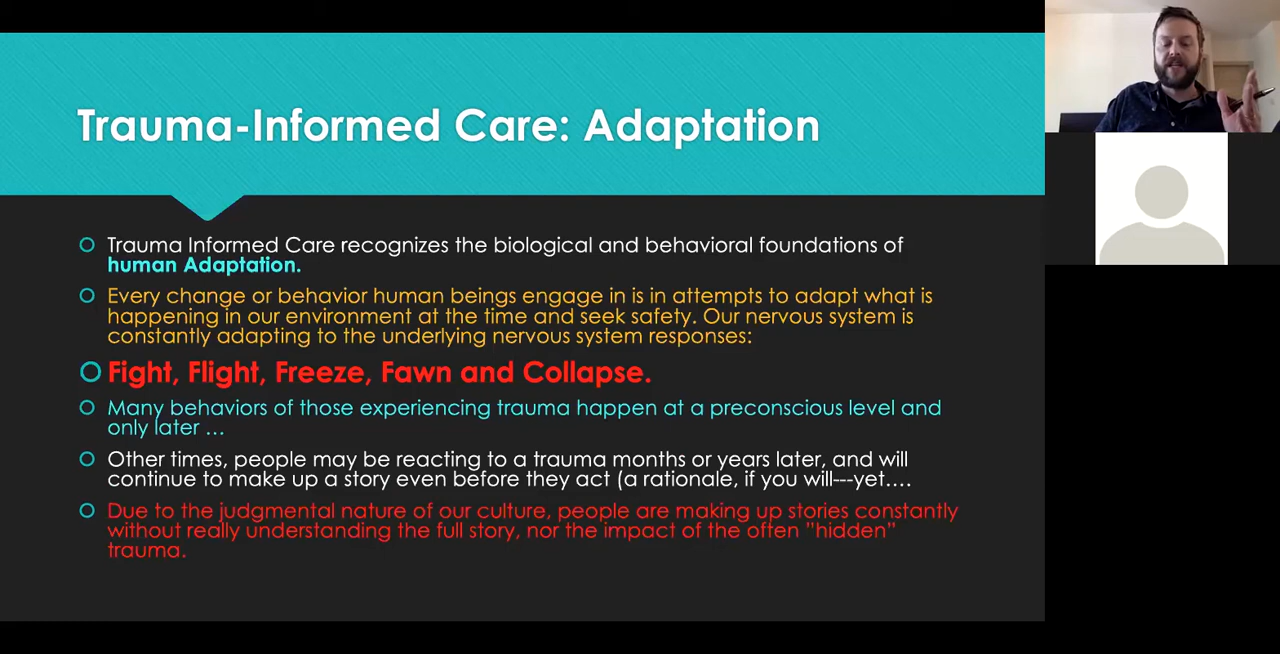 Trauma-Informed Care: Adaptation
Trauma Informed Care recognizes the biological and behavioral foundations of
human Adaptation.
Every change or behavior human beings engage in is in attempts to adapt what is
happening in our environment at the time and seek safety. Our nervous system is
constantly adapting to the underlying nervous system responses:
Fight, Flight, Freeze, Fawn and Collapse.
Many behaviors of those experiencing trauma happen at a preconscious level and
only later …
Other times, people may be reacting to a trauma months or years later, and will
continue to make up a story even before they act (a rationale, if you will---yet….
Due to the judgmental nature of our culture, people are making up stories constantly
without really understanding the full story, nor the impact of the often ”hidden”
trauma.